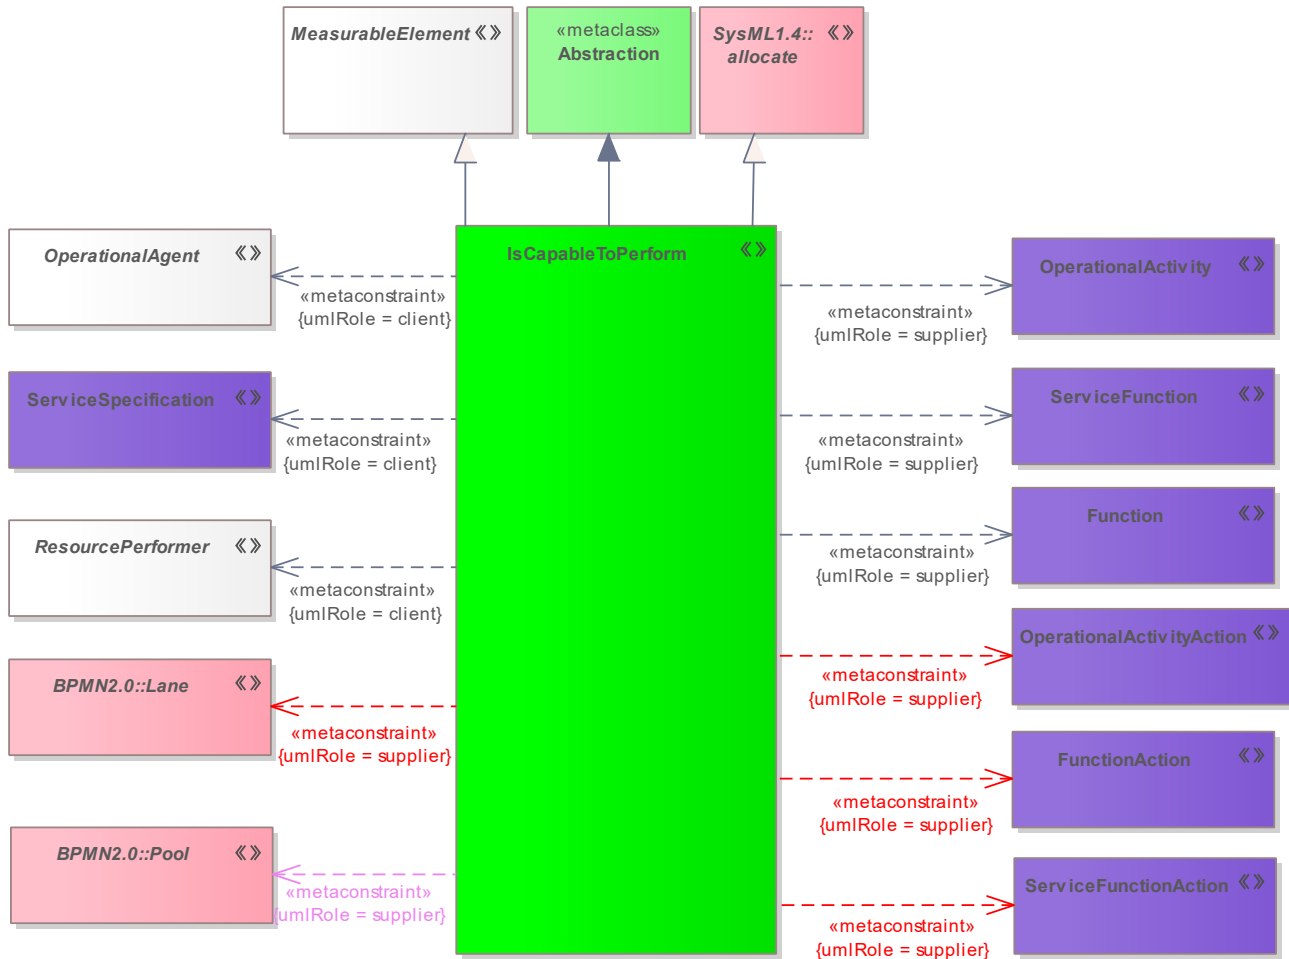 MeasurableElement «»
«metaclass»
Abstraction
SysML1.4:: «»
allocate
IsCapableToPerform «»
OperationalAgent «»
«metaconstraint»
{umlRole = client}
ServiceSpecification «»
«metaconstraint»
{umlRole = client}
ResourcePerformer «»
«metaconstraint»
{umlRole = client}
BPMN2.0::Lane «»
«metaconstraint»
{umlRole = supplier}
BPMN2.0::Pool «»
«metaconstraint»
{umlRole = supplier}
OperationalActivity «»
«metaconstraint»
{umlRole = supplier}
ServiceFunction «»
«metaconstraint»
{umlRole = supplier}
Function «»
«metaconstraint»
{umlRole = supplier}
OperationalActivityAction «»
«metaconstraint»
{umlRole = supplier}
FunctionAction «»
«metaconstraint»
{umlRole = supplier}
ServiceFunctionAction «»
«metaconstraint»
{umlRole = supplier}